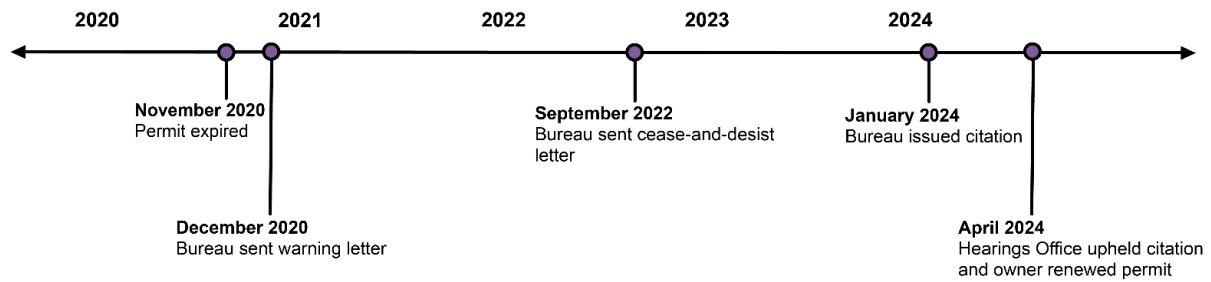 2020 2021 2022 2023 2024
November 2020
Permit expired
September 2022
Bureau sent cease-and-desist
letter
January 2024
Bureau issued citation
December 2020
Bureau sent warning letter
April 2024
Hearings Office upheld citation
and owner renewed permit